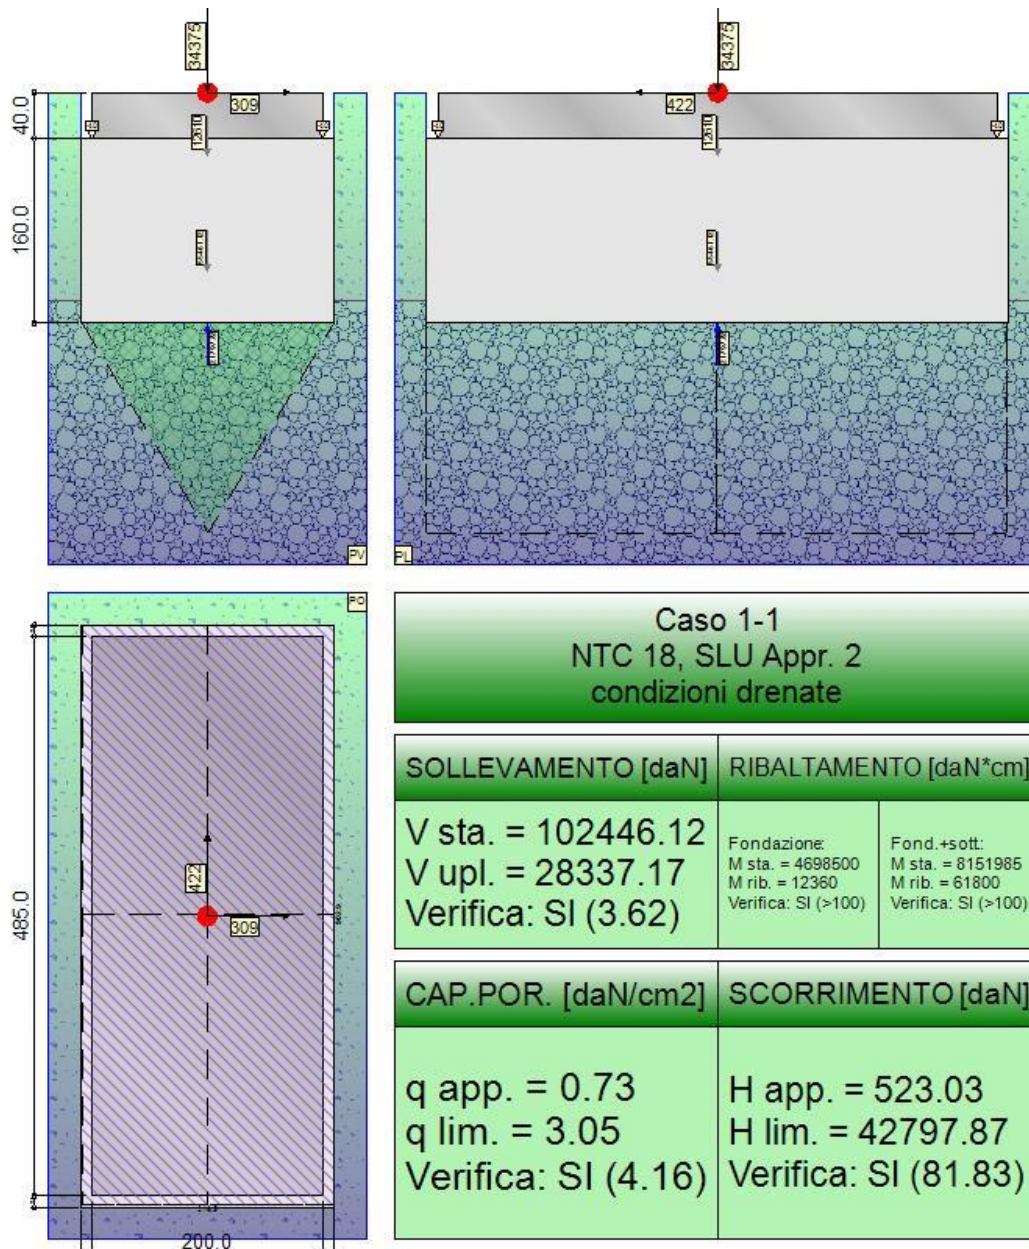 34375
34375
40.0
309
422
12610
12610
160.0
PV
PL
PO
485.0
422
309
200.0
Caso 1-1
NTC 18, SLU Appr. 2
condizioni drenate
SOLLEVAMENTO [daN]
V sta. = 102446.12
V upl. = 28337.17
Verifica: SI (3.62)
RIBALTAMENTO [daN*cm]
Fondazione:
M sta. = 4698500
M rib. = 12360
Verifica: SI (>100)
Fond.+sott:
M sta. = 8151985
M rib. = 61800
Verifica: SI (>100)
CAP.POR. [daN/cm2]
q app. = 0.73
q lim. = 3.05
Verifica: SI (4.16)
SCORRIMENTO [daN]
H app. = 523.03
H lim. = 42797.87
Verifica: SI (81.83)